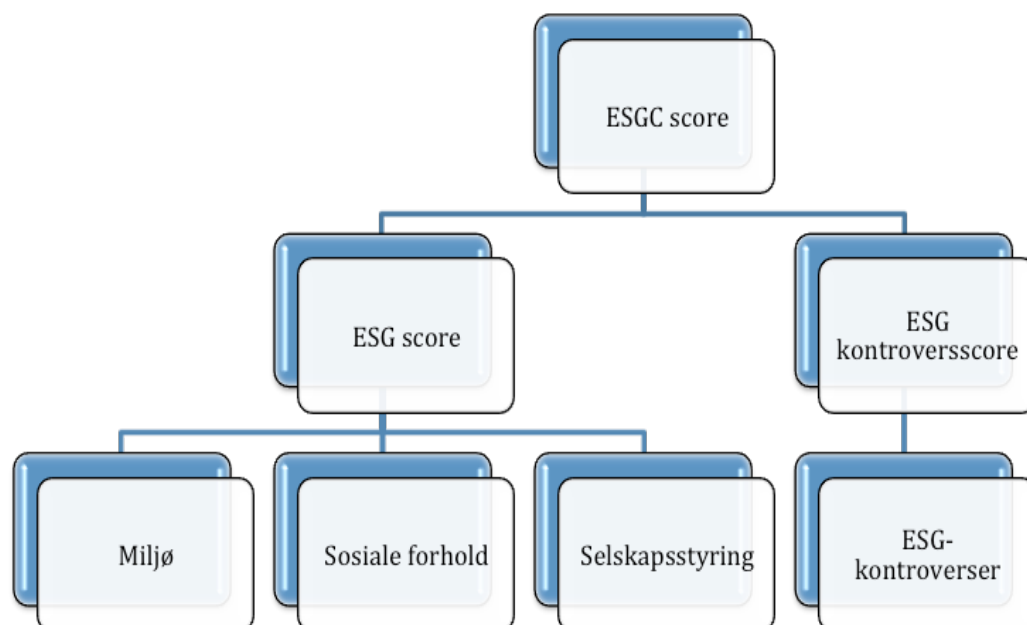 ESGC score
ESG score
ESG
kontroversscore
Miljø
Sosiale forhold
Selskapsstyring
ESG-
kontroverser